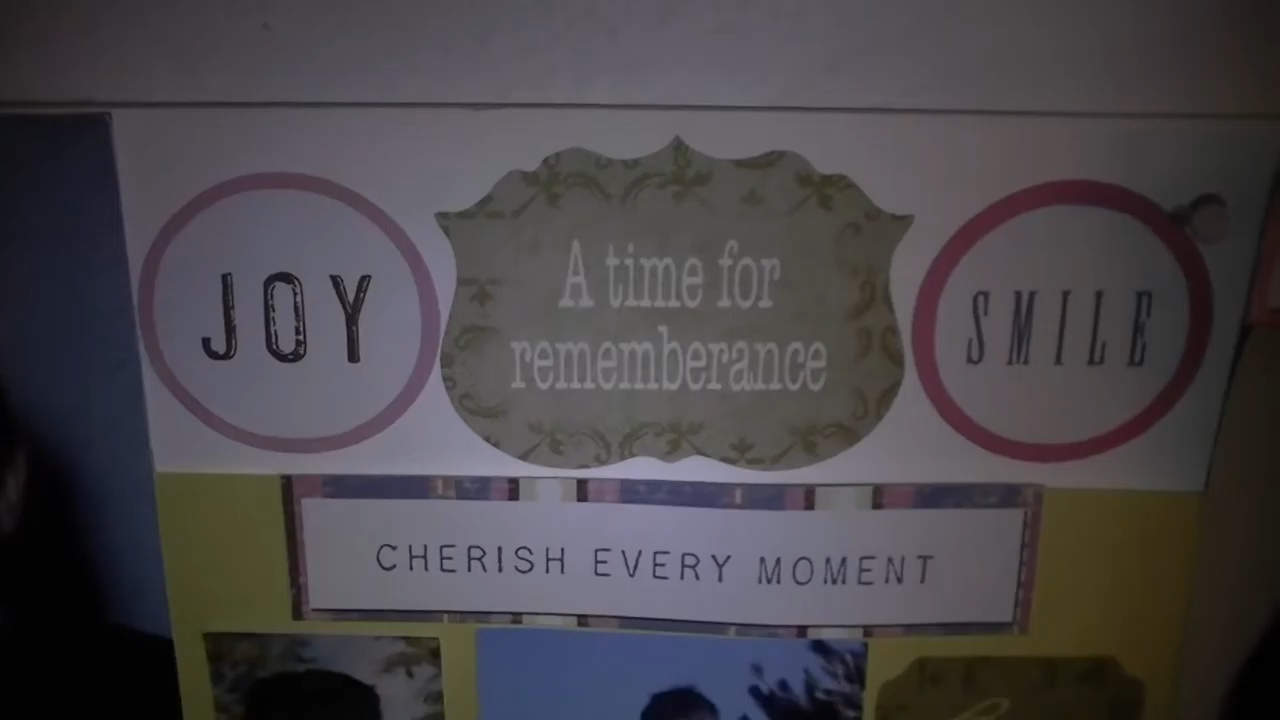 JOY
A time for
rememberance
SMILE
CHERISH EVERY MOMENT